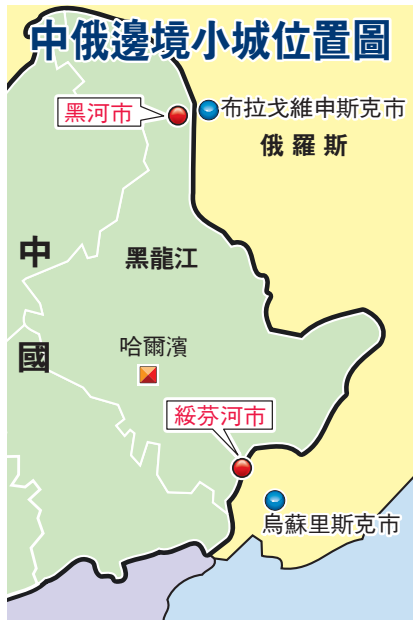 中俄邊境小城位置圖
黑河市
布拉戈維申斯克市
俄羅斯
中國
黑龍江
哈爾濱
綏芬河市
烏蘇里斯克市